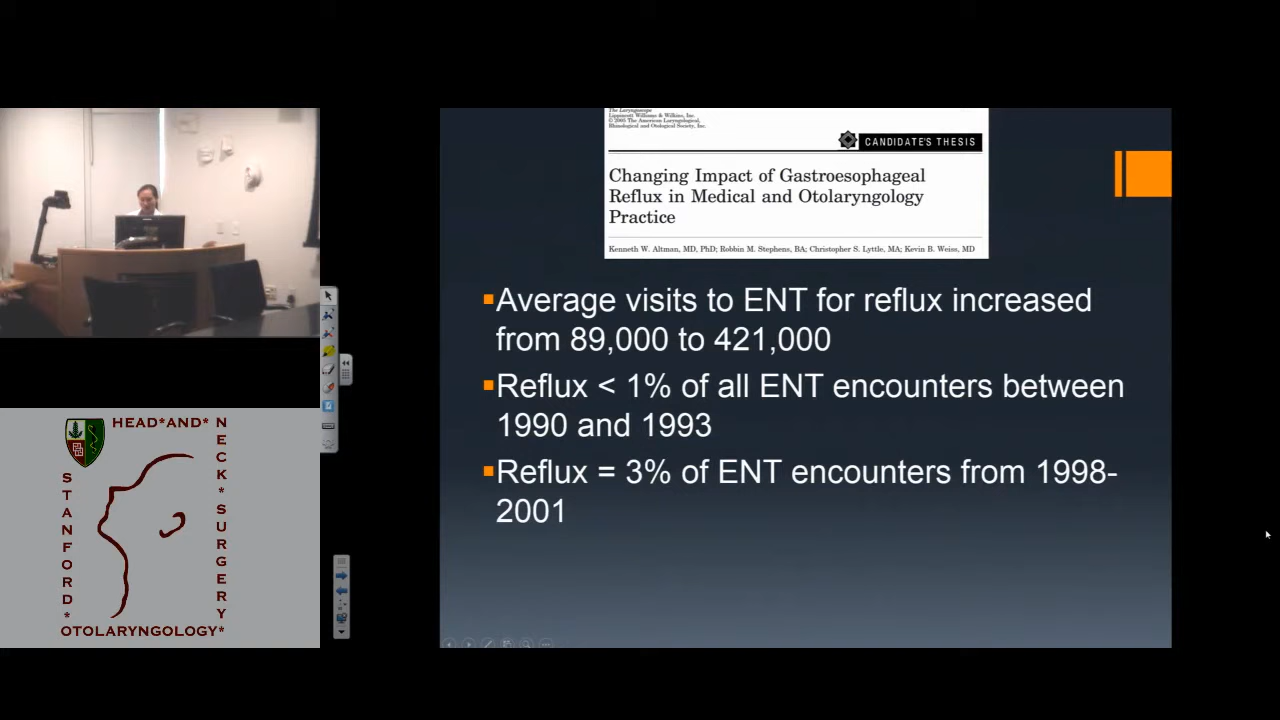 The Laryngoscope
Lippincott Williams & Wilkins, Inc.
© 2005 The American Laryngological,
Rhinological and Otological Society, Inc.
CANDIDATE'S THESIS
Changing Impact of Gastroesophageal
Reflux in Medical and Otolaryngology
Practice
Kenneth W. Altman, MD, PhD; Robbin M. Stephens, BA; Christopher S. Lyttle, MA; Kevin B. Weiss, MD
Average visits to ENT for reflux increased
from 89,000 to 421,000
Reflux < 1% of all ENT encounters between
1990 and 1993
Reflux = 3% of ENT encounters from 1998-
2001
HEAD*AND*
NECK*SURGERY
STANFORD*
OTOLARYNGOLOGY*